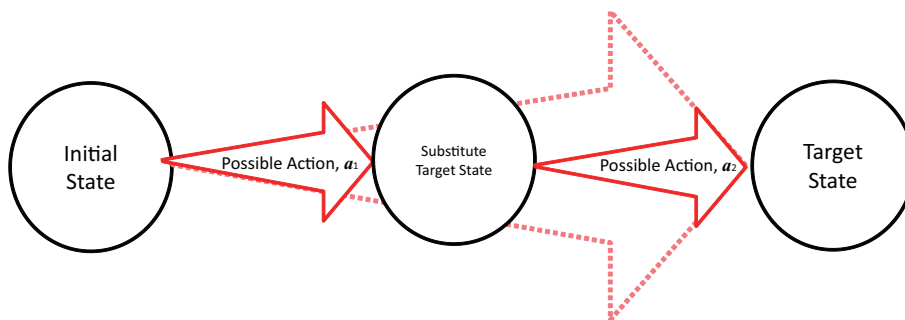 Initial
State
Possible Action, a1
Substitute
Target State
Possible Action, a2
Target
State